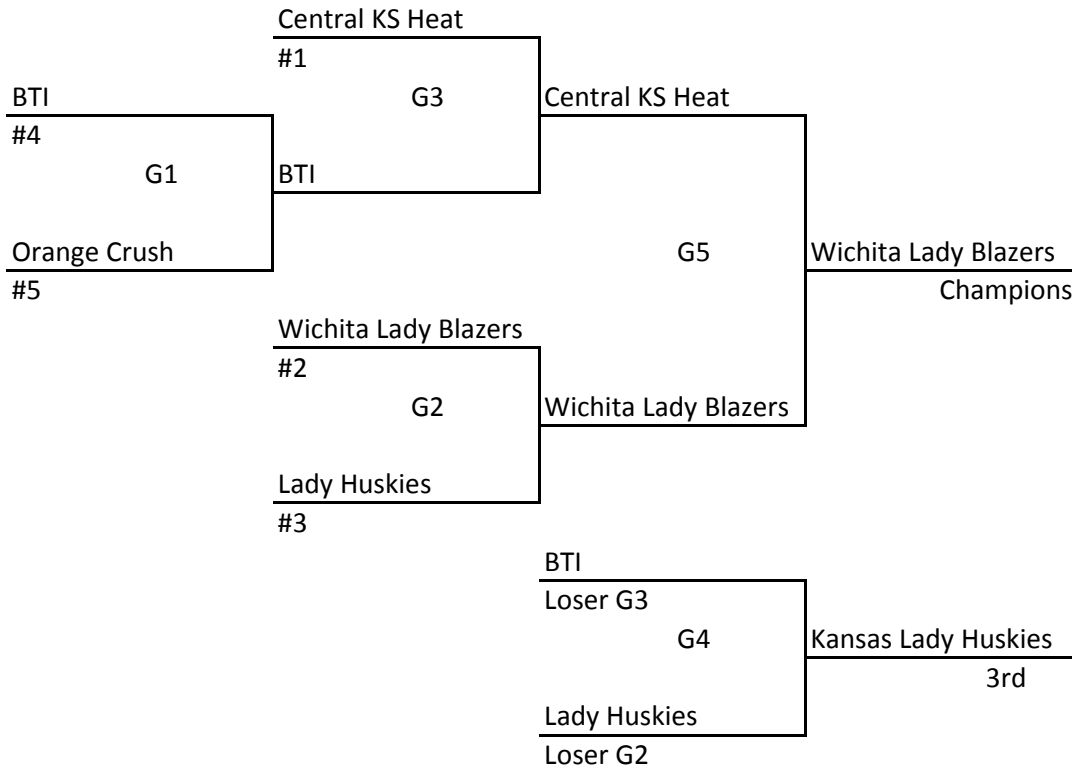 Central KS Heat
#1
BTI
G3
Central KS Heat
#4
G1
BTI
Orange Crush
G5
Wichita Lady Blazers
#5
Champions
Wichita Lady Blazers
#2
G2
Wichita Lady Blazers
Lady Huskies
#3
BTI
Loser G3
G4
Kansas Lady Huskies
3rd
Lady Huskies
Loser G2